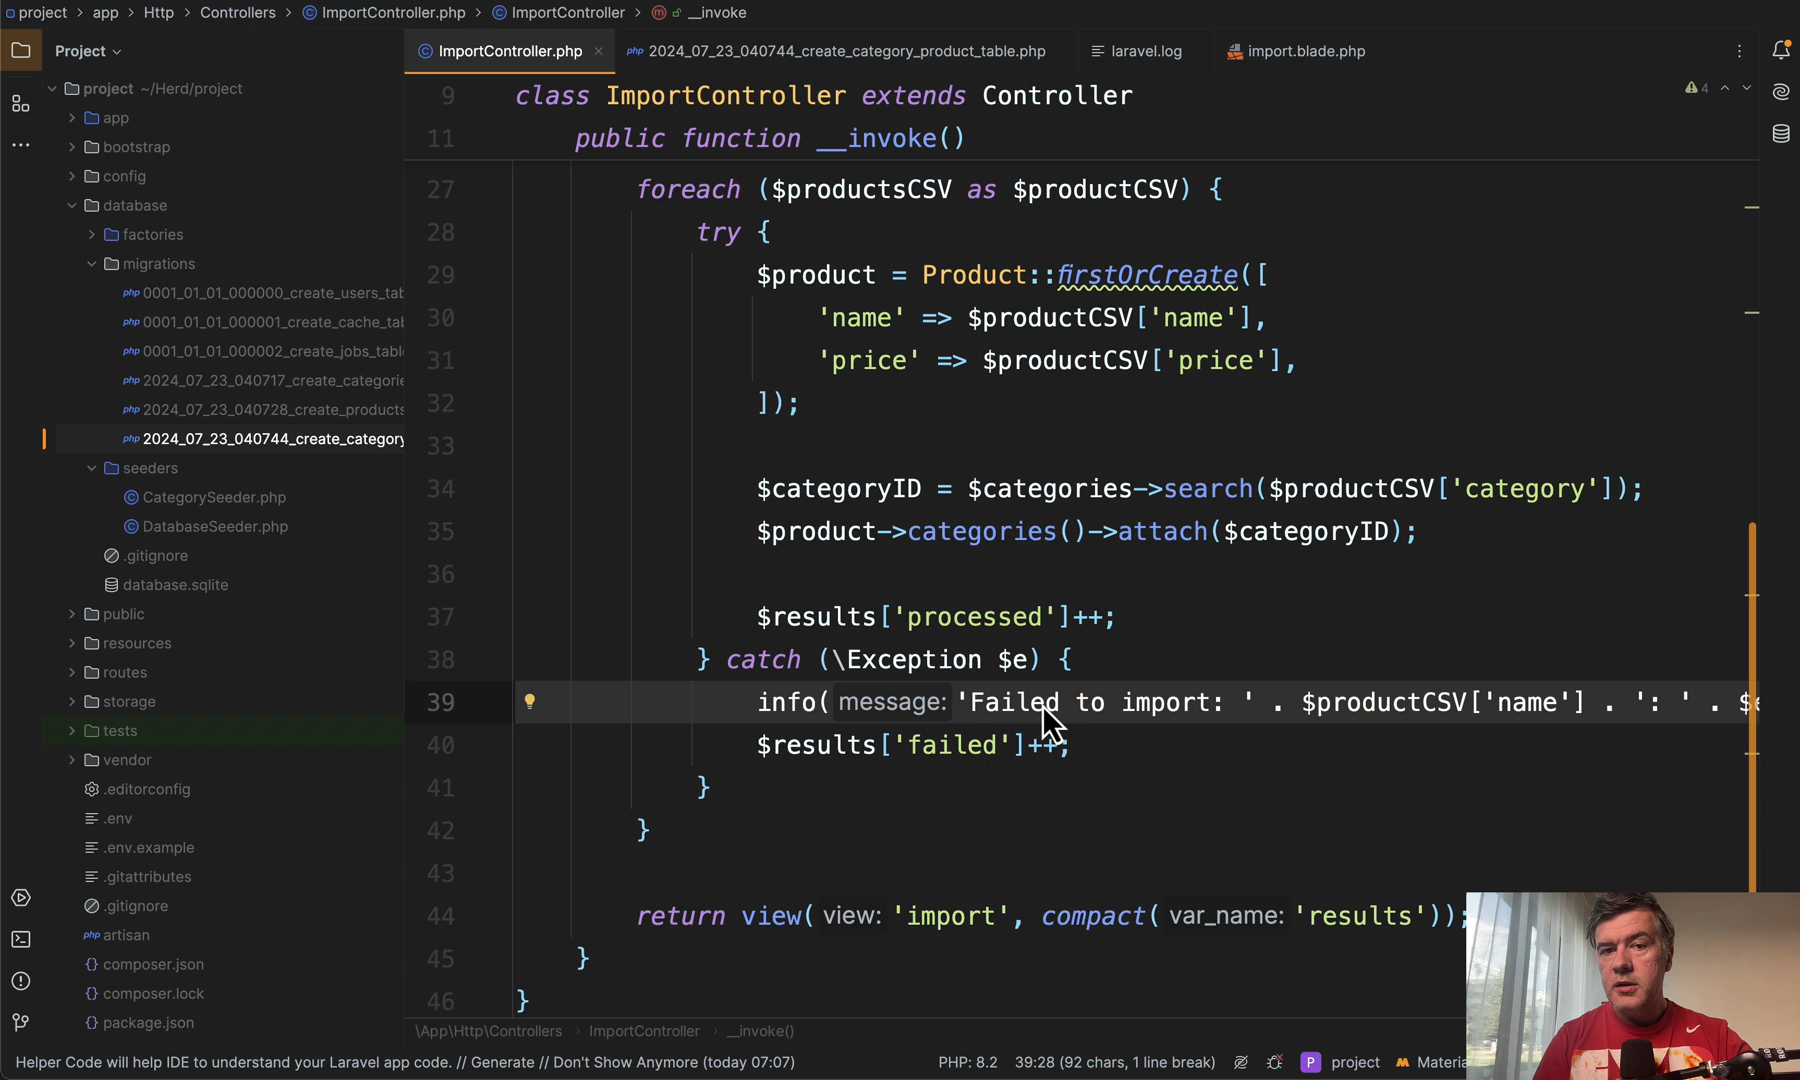 project > app > Http > Controllers > ImportController.php > ImportController > __invoke
Project
ImportController.php
2024_07_23_040744_create_category_product_table.php
laravel.log
import.blade.php
project ~/Herd/project
app
bootstrap
config
database
factories
migrations
0001_01_01_000000_create_users_tab
0001_01_01_000001_create_cache_tab
0001_01_01_000002_create_jobs_table
2024_07_23_040717_create_categorie
2024_07_23_040728_create_products
2024_07_23_040744_create_category
seeders
CategorySeeder.php
DatabaseSeeder.php
.gitignore
database.sqlite
public
resources
routes
storage
tests
vendor
.editorconfig
.env
.env.example
.gitattributes
.gitignore
artisan
composer.json
composer.lock
package.json
4
9 class ImportController extends Controller
11 public function __invoke()
27 foreach ($productsCSV as $productCSV) {
28 try {
29 $product = Product::firstOrCreate([
30 'name' => $productCSV['name'],
31 'price' => $productCSV['price'],
32 ]);
33
34 $categoryID = $categories->search($productCSV['category']);
35 $product->categories()->attach($categoryID);
36
37 $results['processed']++;
38 } catch (\Exception $e) {
39 info( message: 'Failed to import: ' . $productCSV['name'] . ': ' . $e
40 $results['failed']++;
41 }
42 }
43
44 return view( view: 'import', compact( var_name: 'results'));
45 }
46 }
\App\Http\Controllers > ImportController > __invoke()
Helper Code will help IDE to understand your Laravel app code. // Generate // Don't Show Anymore (today 07:07)
PHP: 8.2
39:28 (92 chars, 1 line break)
P project
Materia